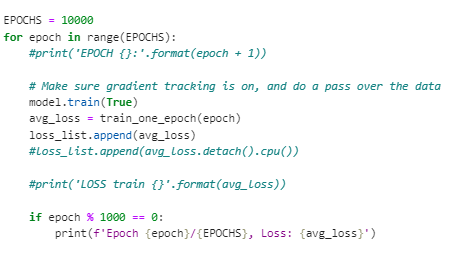 EPOCHS = 10000
for epoch in range(EPOCHS):
    #print('EPOCH {}:'.format(epoch + 1))

    # Make sure gradient tracking is on, and do a pass over the data
    model.train(True)
    avg_loss = train_one_epoch(epoch)
    loss_list.append(avg_loss)
    #loss_list.append(avg_loss.detach().cpu())

    #print('LOSS train {}'.format(avg_loss))

    if epoch % 1000 == 0:
        print(f'Epoch {epoch}/{EPOCHS}, Loss: {avg_loss}')